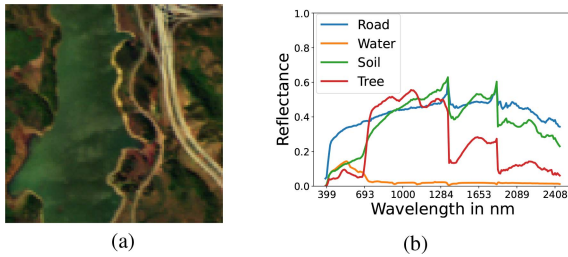 1.0
0.8
0.6
0.4
0.2
0.0
Reflectance
Road
Water
Soil
Tree
399 693 1000 1284 1653 2089 2408
Wavelength in nm
(a) (b)